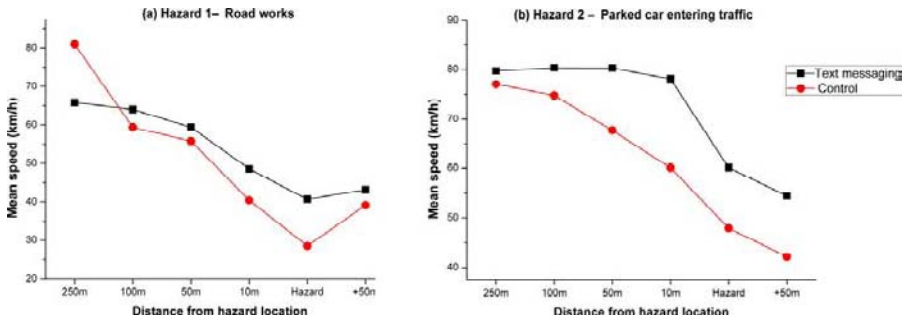 (a) Hazard 1– Road works
80
70
60
50
40
30
20
Mean speed (km/h)
250m
100m
50m
10m
Hazard
+50m
Distance from hazard location
(b) Hazard 2 – Parked car entering traffic
90
80
70
60
50
40
Mean speed (km/h)
250m
100m
50m
10m
Hazard
+50m
Distance from hazard location
Text messaging
Control